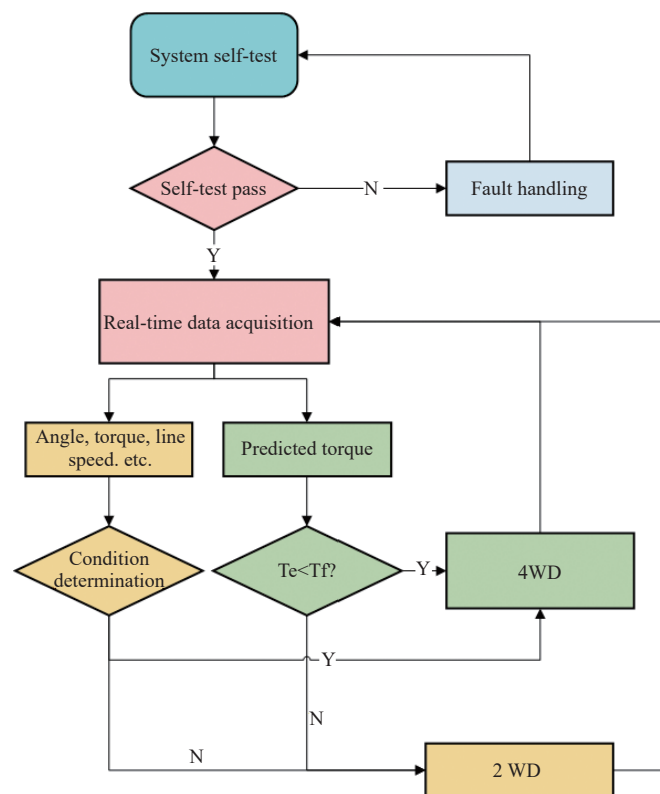 System self-test
Self-test pass
N
Fault handling
Y
Real-time data acquisition
Angle, torque, line
speed. etc.
Predicted torque
Condition
determination
Te<Tf?
Y
4WD
Y
N
N
2 WD